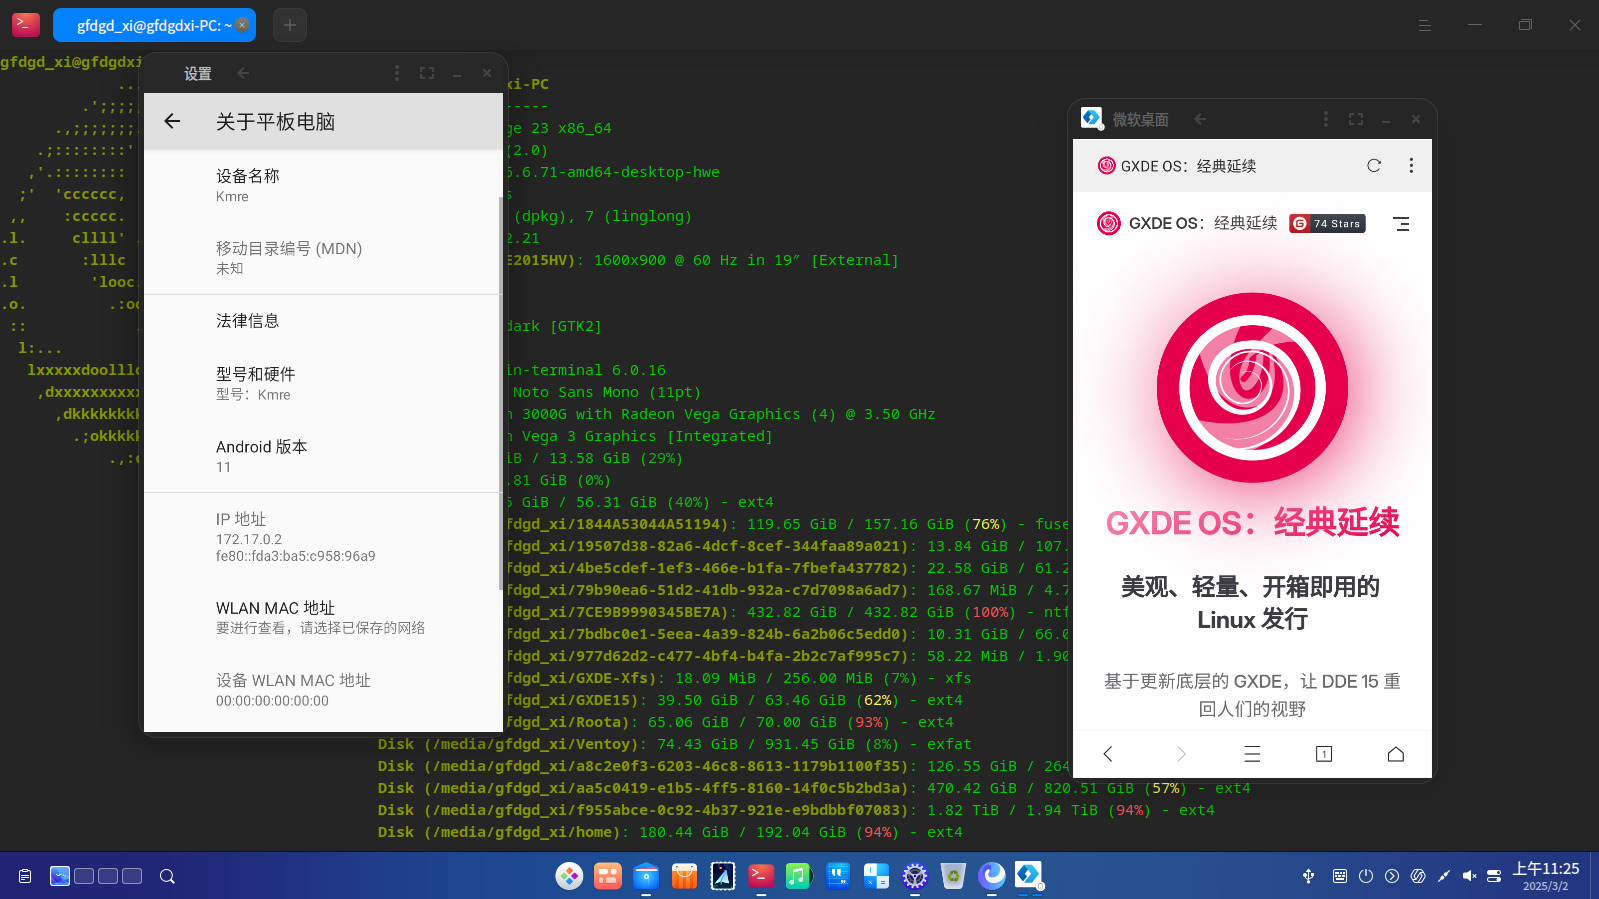 gfdgd_xi@gfdgdxi-PC: ~
gfdgd_xi@gfdgdxi
设置
关于平板电脑
设备名称
Kmre
移动目录编号 (MDN)
未知
法律信息
型号和硬件
型号：Kmre
Android 版本
11
IP 地址
172.17.0.2
fe80::fda3:ba5:c958:96a9
WLAN MAC 地址
要进行查看，请选择已保存的网络
设备 WLAN MAC 地址
00:00:00:00:00:00
..
.';;;;
.,;;;;;;;
.;::::::::'
,'.::::::::
;'  'cccccc,
,,    :ccccc.
.l.     cllll'
.c       :lllc
.l        'looc
.o.         .:oo
::
l:...
lxxxxxdoolllc
,dxxxxxxxxxx
,dkkkkkkkk
.;okkkk
.,:
xi-PC
-----
ge 23 x86_64
(2.0)
6.6.71-amd64-desktop-hwe
s
(dpkg), 7 (linglong)
2.21
E2015HV): 1600x900 @ 60 Hz in 19″ [External]
dark [GTK2]
in-terminal 6.0.16
Noto Sans Mono (11pt)
n 3000G with Radeon Vega Graphics (4) @ 3.50 GHz
n Vega 3 Graphics [Integrated]
iB / 13.58 GiB (29%)
.81 GiB (0%)
5 GiB / 56.31 GiB (40%) - ext4
fdgd_xi/1844A53044A51194): 119.65 GiB / 157.16 GiB (76%) - fuse
fdgd_xi/19507d38-82a6-4dcf-8cef-344faa89a021): 13.84 GiB / 107.
fdgd_xi/4be5cdef-1ef3-466e-b1fa-7fbefa437782): 22.58 GiB / 61.2
fdgd_xi/79b90ea6-51d2-41db-932a-c7d7098a6ad7): 168.67 MiB / 4.7
fdgd_xi/7CE9B9990345BE7A): 432.82 GiB / 432.82 GiB (100%) - ntf
fdgd_xi/7bdbc0e1-5eea-4a39-824b-6a2b06c5edd0): 10.31 GiB / 66.0
fdgd_xi/977d62d2-c477-4bf4-b4fa-2b2c7af995c7): 58.22 MiB / 1.90
fdgd_xi/GXDE-Xfs): 18.09 MiB / 256.00 MiB (7%) - xfs
fdgd_xi/GXDE15): 39.50 GiB / 63.46 GiB (62%) - ext4
fdgd_xi/Roota): 65.06 GiB / 70.00 GiB (93%) - ext4
Disk (/media/gfdgd_xi/Ventoy): 74.43 GiB / 931.45 GiB (8%) - exfat
Disk (/media/gfdgd_xi/a8c2e0f3-6203-46c8-8613-1179b1100f35): 126.55 GiB / 264
Disk (/media/gfdgd_xi/aa5c0419-e1b5-4ff5-8160-14f0c5b2bd3a): 470.42 GiB / 820.51 GiB (57%) - ext4
Disk (/media/gfdgd_xi/f955abce-0c92-4b37-921e-e9bdbbf07083): 1.82 TiB / 1.94 TiB (94%) - ext4
Disk (/media/gfdgd_xi/home): 180.44 GiB / 192.04 GiB (94%) - ext4
微软桌面
GXDE OS：经典延续
GXDE OS：经典延续
G 74 Stars
GXDE OS：经典延续
美观、轻量、开箱即用的
Linux 发行
基于更新底层的 GXDE，让 DDE 15 重
回人们的视野
1
上午11:25
2025/3/2